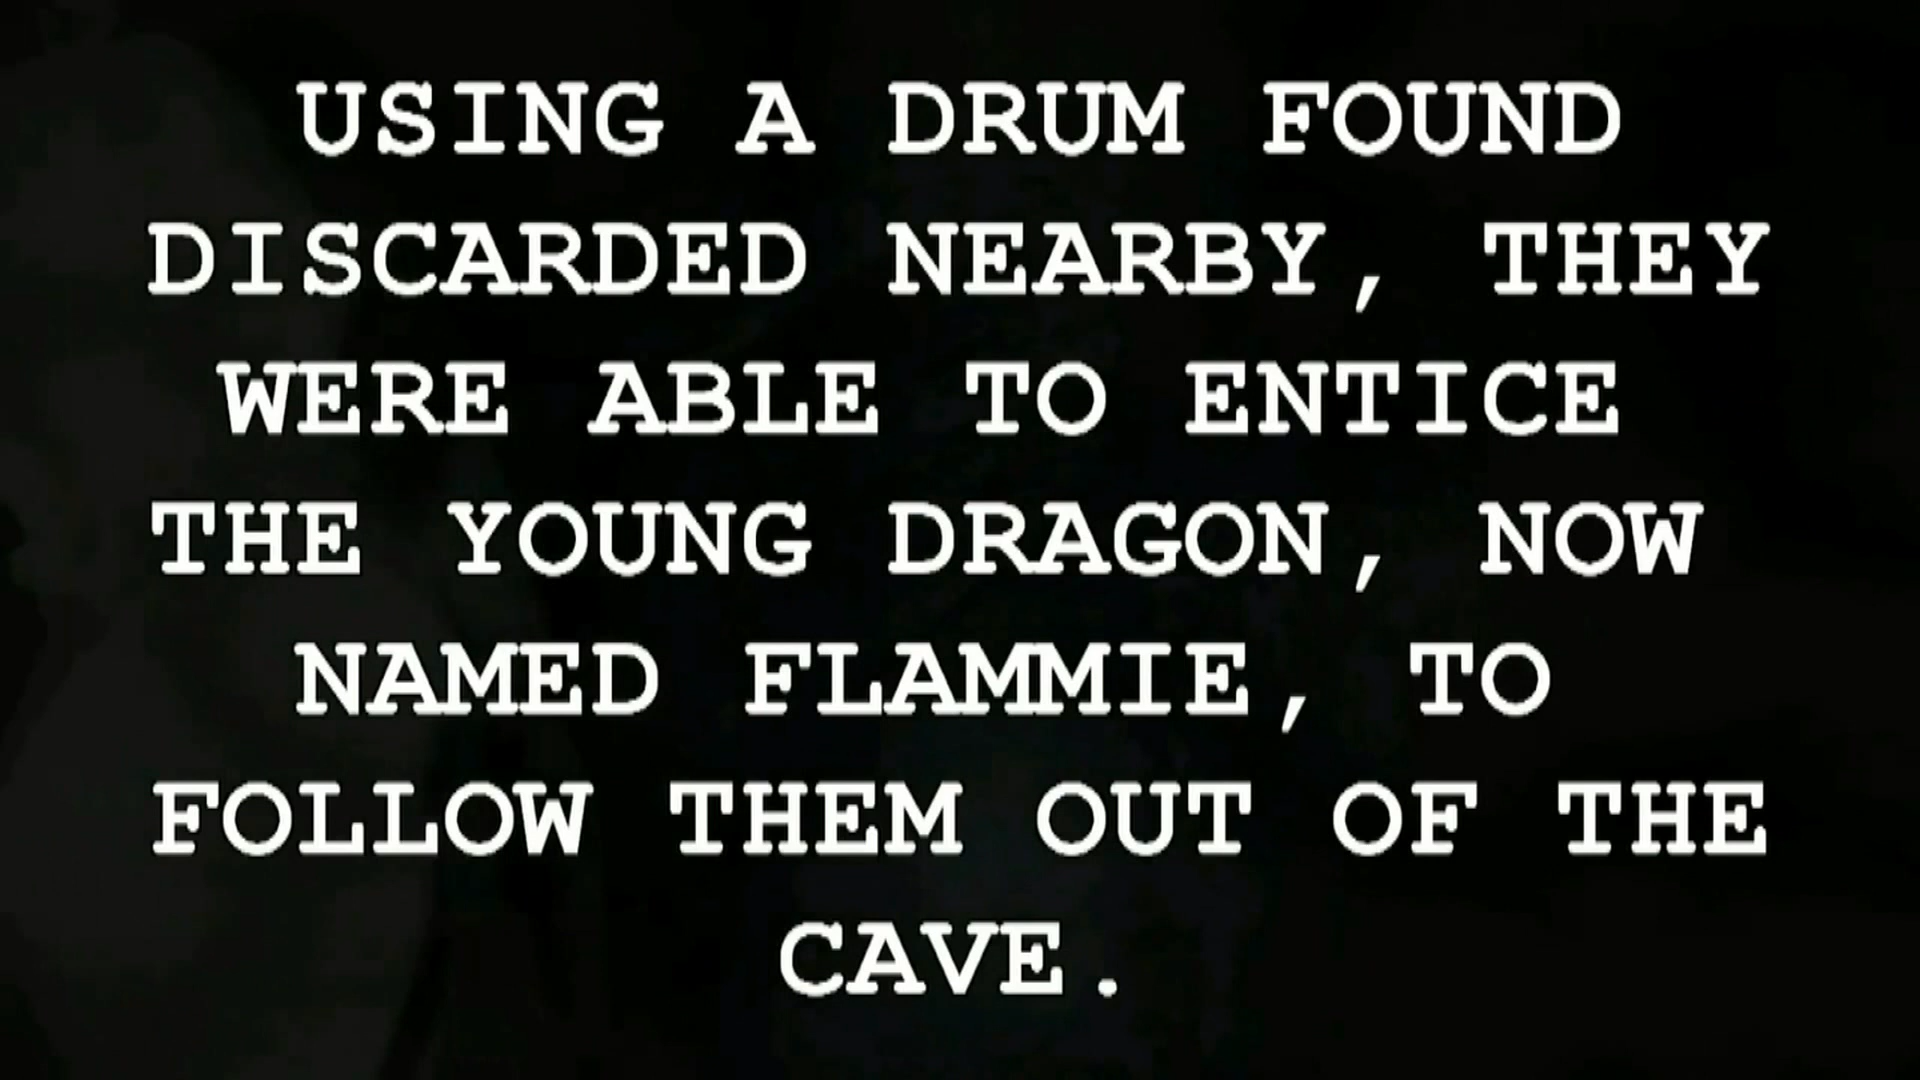 USING A DRUM FOUND
DISCARDED NEARBY, THEY
WERE ABLE TO ENTICE
THE YOUNG DRAGON, NOW
NAMED FLAMMIE, TO
FOLLOW THEM OUT OF THE
CAVE.